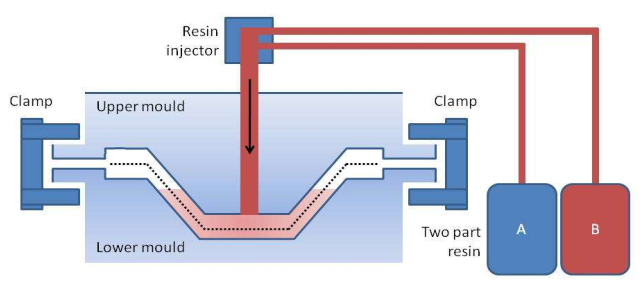 Resin
injector
Clamp
Upper mould
Clamp
Lower mould
Two part
resin
A
B